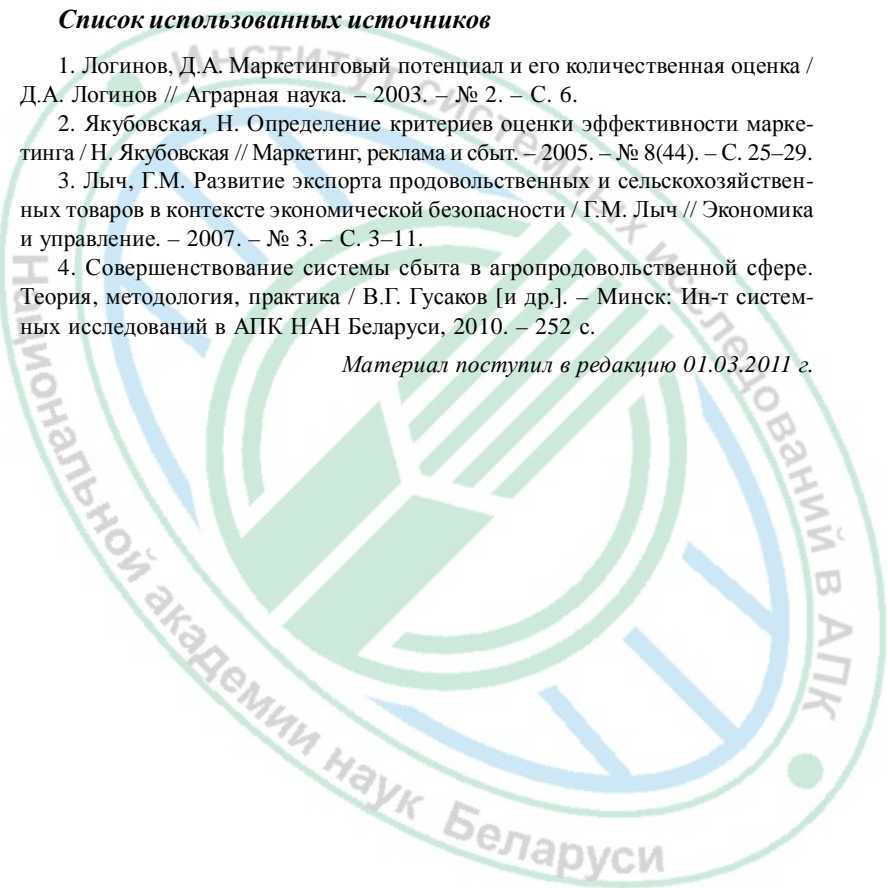 Список использованных источников
1. Логинов, Д.А. Маркетинговый потенциал и его количественная оценка /
Д.А. Логинов // Аграрная наука. – 2003. – № 2. – С. 6.
2. Якубовская, Н. Определение критериев оценки эффективности марке-
тинга / Н. Якубовская // Маркетинг, реклама и сбыт. – 2005. – № 8(44). – С. 25–29.
3. Лыч, Г.М. Развитие экспорта продовольственных и сельскохозяйствен-
ных товаров в контексте экономической безопасности / Г.М. Лыч // Экономика
и управление. – 2007. – № 3. – С. 3–11.
4. Совершенствование системы сбыта в агропродовольственной сфере.
Теория, методология, практика / В.Г. Гусаков [и др.]. – Минск: Ин-т систем-
ных исследований в АПК НАН Беларуси, 2010. – 252 с.
Материал поступил в редакцию 01.03.2011 г.
Институт системных исследований в АПК
Национальной академии наук Беларуси